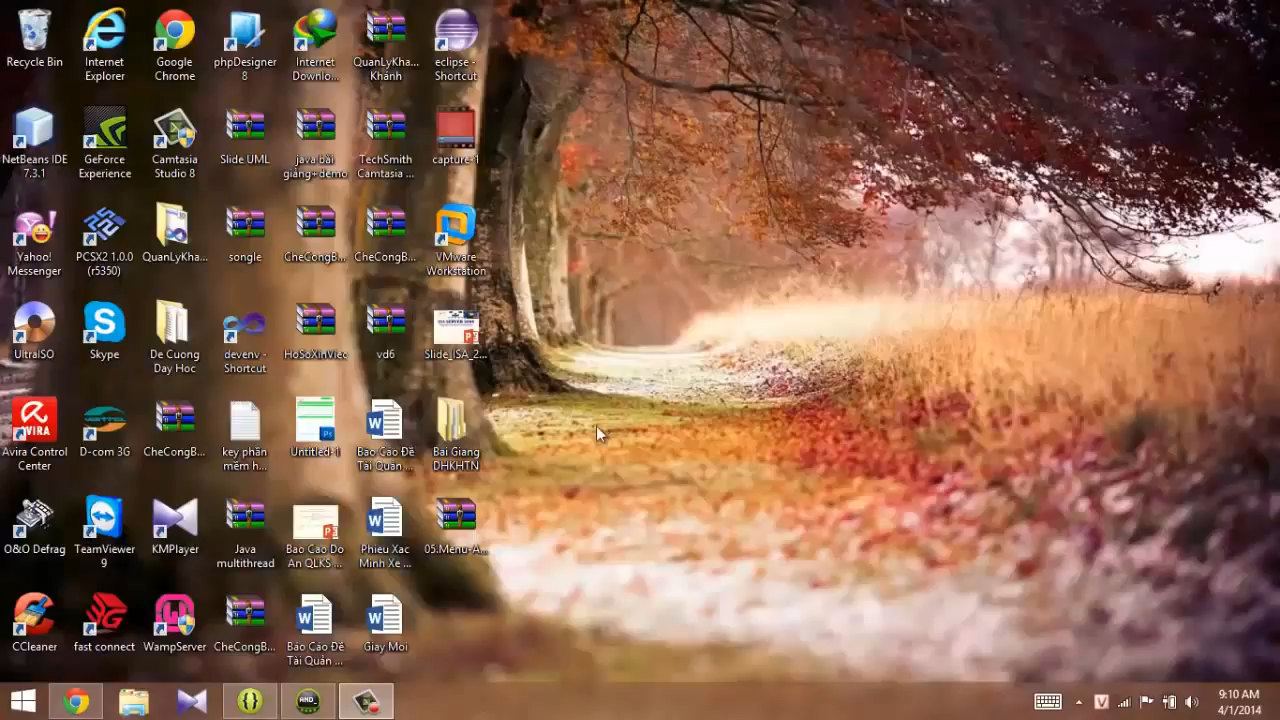 Recycle Bin
Internet
Explorer
Google
Chrome
phpDesigner
8
Internet
Downlo...
QuanLyKha...
Khánh
eclipse -
Shortcut
NetBeans IDE
7.3.1
GeForce
Experience
Camtasia
Studio 8
Slide UML
java bài
giảng+demo
TechSmith
Camtasia ...
capture-1
Yahoo!
Messenger
PCSX2 1.0.0
(r5350)
QuanLyKha...
songle
CheCongB...
CheCongB...
VMware
Workstation
UltraISO
Skype
De Cuong
Day Hoc
devenv -
Shortcut
HoSoXinViec
vd6
Slide_ISA_2...
AVIRA
Avira Control
Center
D-com 3G
CheCongB...
key phần
mềm h...
Untitled-1
Bao Cao Đề
Tài Quản ...
Bai Giang
DHKHTN
O&O Defrag
TeamViewer
9
KMPlayer
Java
multithread
Bao Cao Do
An QLKS ...
Phieu Xac
Minh Xe ...
05.Menu-A...
CCleaner
fast connect
WampServer
CheCongB...
Bao Cao Đề
Tài Quản ...
Giay Moi
V
9:10 AM
4/1/2014